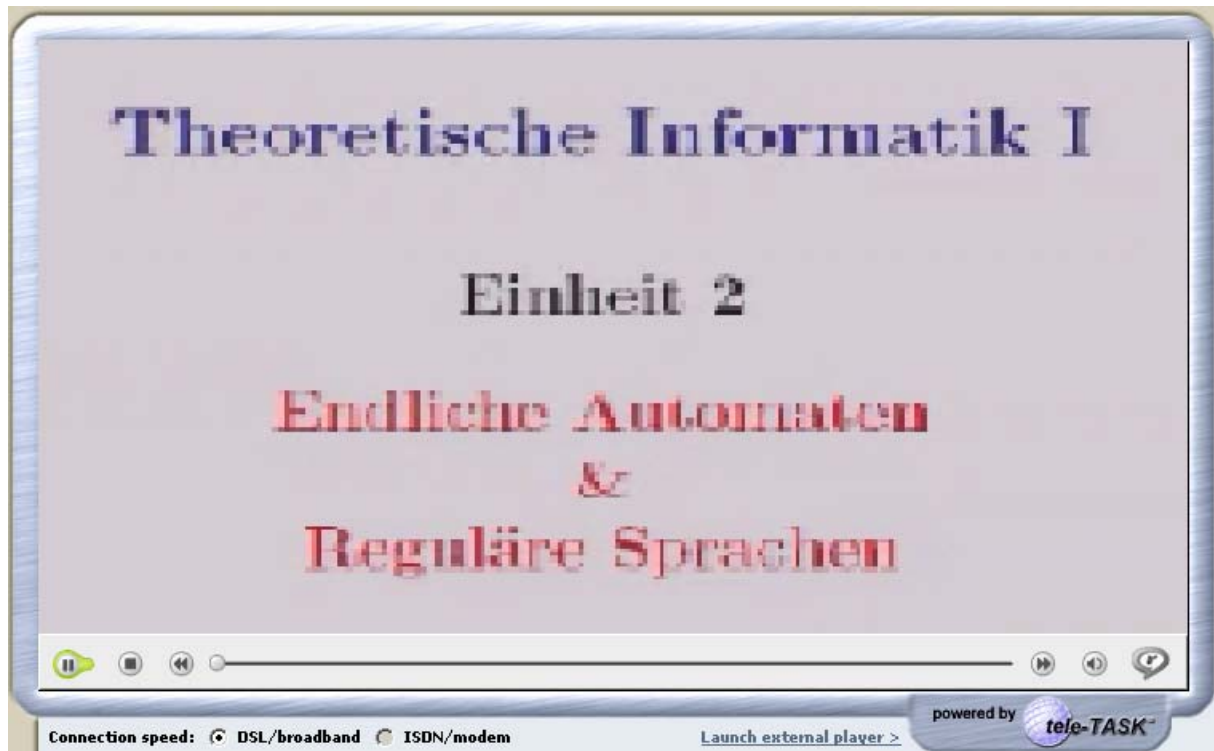 Theoretische Informatik I
Einheit 2
Endliche Automaten
&
Reguläre Sprachen
powered by
tele-TASK™
Connection speed: DSL/broadband ISDN/modem Launch external player >